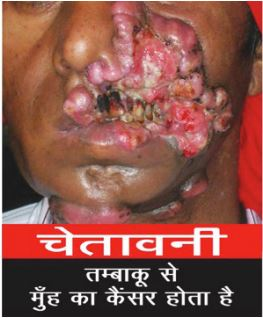 चेतावनी
तम्बाकू से
मुँह का कैंसर होता है